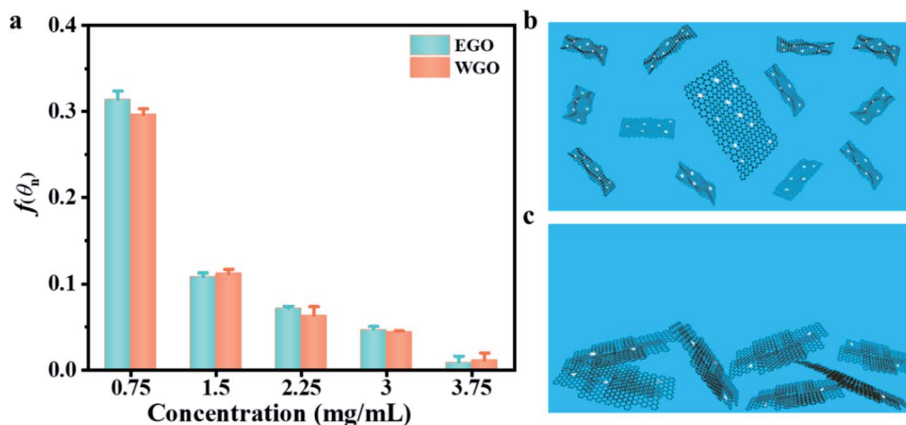 a
0.4
0.3
0.2
0.1
0.0
f(θn)
EGO
WGO
0.75
1.5
2.25
3
3.75
Concentration (mg/mL)
b
c